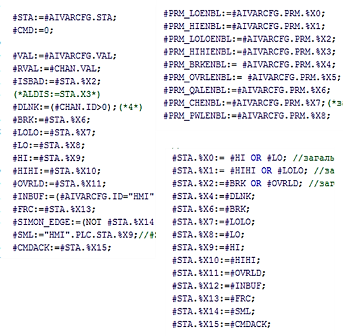 #STA:=#AIVARCFG.STA;
#CMD:=0;
#VAL:=#AIVARCFG.VAL;
#RVAL:=#CHAN.VAL;
#ISBAD:=#STA.%X2;
(*ALDIS:=STA.X3*)
#DLNK:=(#CHAN.ID>0);(*4*)
#BRK:=#STA.%X6;
#LOLO:=#STA.%X7;
#LO:=#STA.%X8;
#HI:=#STA.%X9;
#HIHI:=#STA.%X10;
#OVRLD:=#STA.%X11;
#INBUF:=(#AIVARCFG.ID="HMI"
#FRC:=#STA.%X13;
#SIMON_EDGE:=(NOT #STA.%X14
#SML:="HMI".PLC.STA.%X9;//#S
#CMDACK:=#STA.%X15;
#PRM_LOENBL:=#AIVARCFG.PRM.%X0;
#PRM_HIENBL:=#AIVARCFG.PRM.%X1;
#PRM_LOLOENBL:=#AIVARCFG.PRM.%X2;
#PRM_HIHIENBL:=#AIVARCFG.PRM.%X3;
#PRM_BRKENBL:= #AIVARCFG.PRM.%X4;
#PRM_OVRLENBL:= #AIVARCFG.PRM.%X5;
#PRM_QALENBL:=#AIVARCFG.PRM.%X6;
#PRM_CHENBL:=#AIVARCFG.PRM.%X7;(*з
#PRM_PWLENBL:=#AIVARCFG.PRM.%X8;
#STA.%X0:= #HI OR #LO; //загаль
#STA.%X1:= #HIHI OR #LOLO; //за
#STA.%X2:=#BRK OR #OVRLD; //заг
#STA.%X4:=#DLNK;
#STA.%X6:=#BRK;
#STA.%X7:=#LOLO;
#STA.%X8:=#LO;
#STA.%X9:=#HI;
#STA.%X10:=#HIHI;
#STA.%X11:=#OVRLD;
#STA.%X12:=#INBUF;
#STA.%X13:=#FRC;
#STA.%X14:=#SML;
#STA.%X15:=#CMDACK;